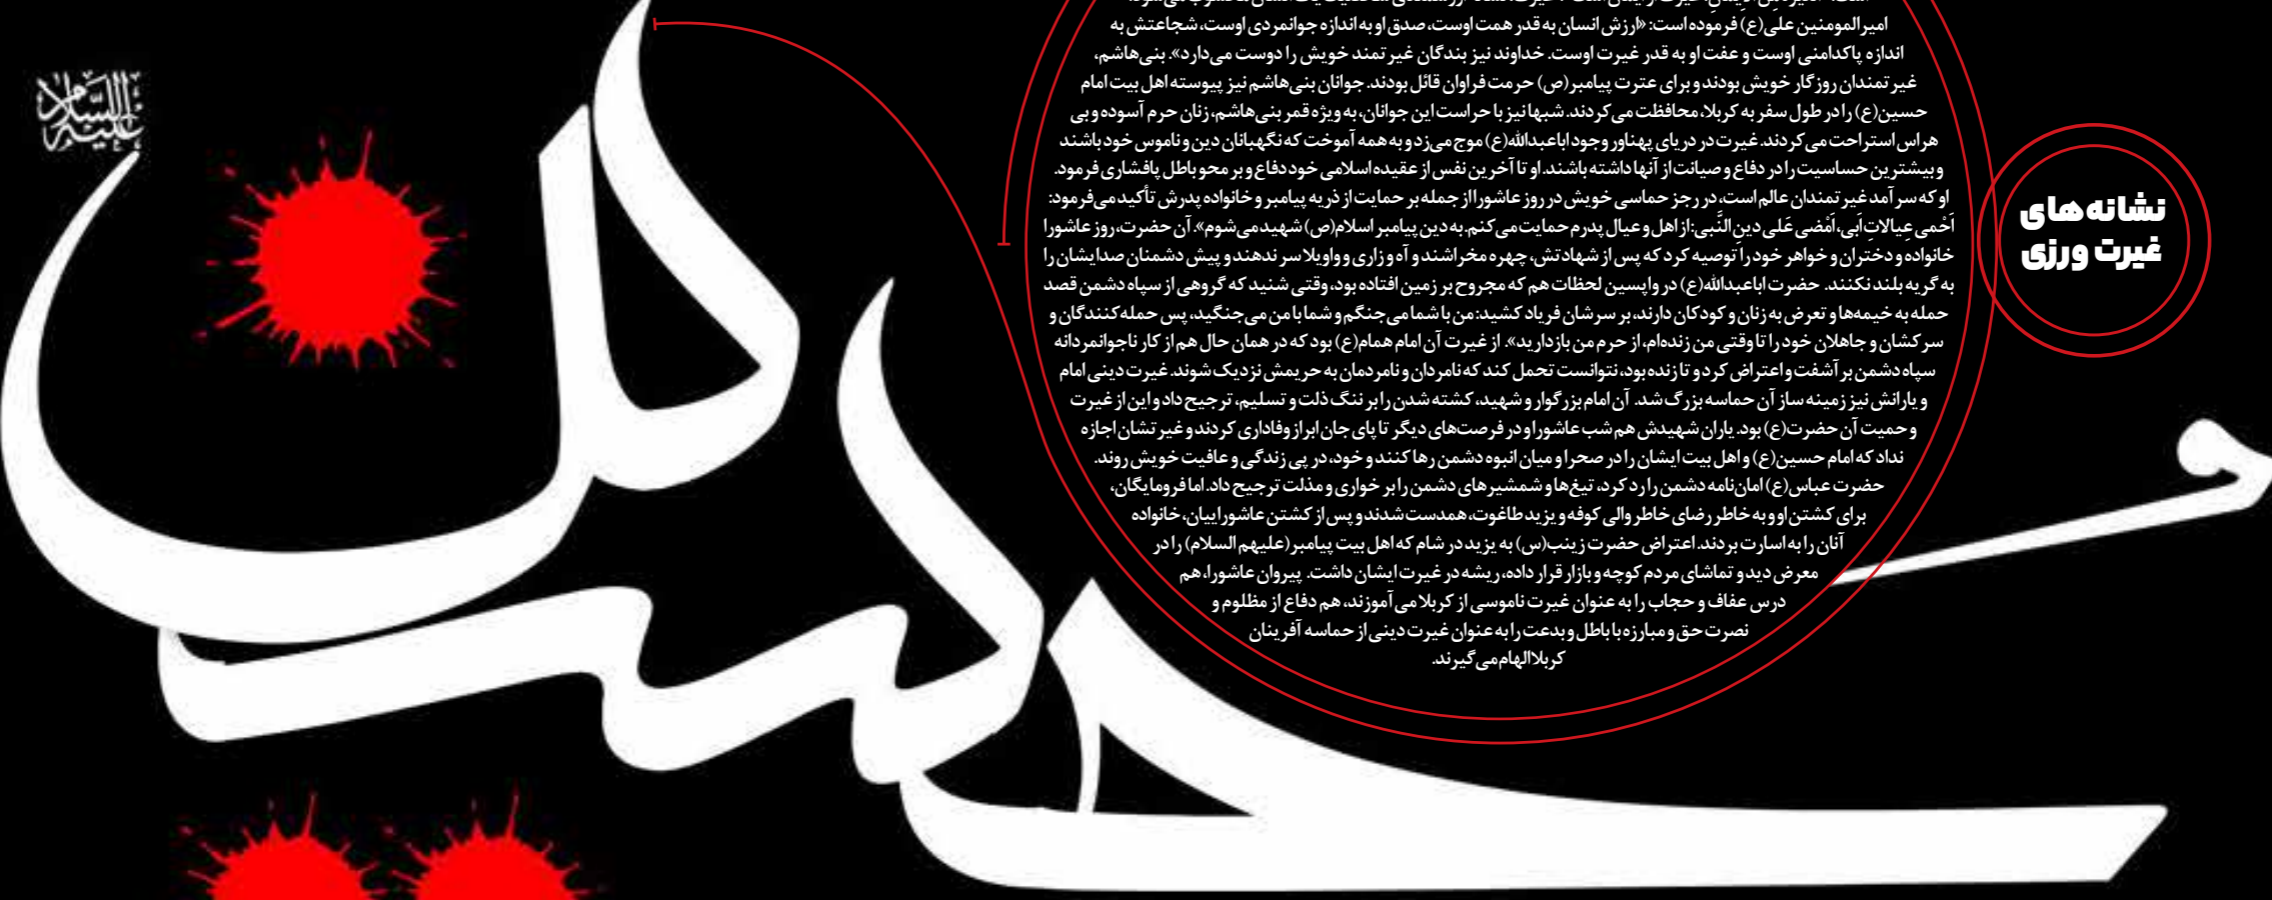 امیرالمومنین علی(ع) فرموده است: «ارزش انسان به قدر همت اوست، صدق او به اندازه جوانمردی اوست، شجاعتش به
اندازه پاکدامنی اوست و عفت او به قدر غیرت اوست. خداوند نیز بندگان غیرتمند خویش را دوست می‌دارد». بنی‌هاشم،
غیرتمندان روزگار خویش بودند و برای عترت پیامبر(ص) حرمت فراوان قائل بودند. جوانان بنی‌هاشم نیز پیوسته اهل بیت امام
حسین(ع) را در طول سفر به کربلا، محافظت می‌کردند. شبها نیز با حراست این جوانان، به ویژه قمر بنی‌هاشم، زنان حرم آسوده و بی
هراس استراحت می‌کردند. غیرت در دریای پهناور وجود اباعبدالله(ع) موج می‌زد و به همه آموخت که نگهبانان دین و ناموس خود باشند
و بیشترین حساسیت را در دفاع و صیانت از آنها داشته باشند. او تا آخرین نفس از عقیده اسلامی خود دفاع و بر محو باطل پافشاری فرمود.
او که سرآمد غیرتمندان عالم است، در رجز حماسی خویش در روز عاشورا از جمله بر حمایت از ذریه پیامبر و خانواده پدرش تأکید می‌فرمود:
اَحْمی عِیالاتِ اَبی، اَمْضی عَلی دینِ النَّبی: از اهل و عیال پدرم حمایت می‌کنم. به دین پیامبر اسلام(ص) شهید می‌شوم». آن حضرت، روز عاشورا
خانواده و دختران و خواهر خود را توصیه کرد که پس از شهادتش، چهره مخراشند و آه و زاری و واویلا سر ندهند و پیش دشمنان صدایشان را
به گریه بلند نکنند. حضرت اباعبدالله(ع) در واپسین لحظات هم که مجروح بر زمین افتاده بود، وقتی شنید که گروهی از سپاه دشمن قصد
حمله به خیمه‌ها و تعرض به زنان و کودکان دارند، بر سرشان فریاد کشید: من با شما می‌جنگم و شما با من می‌جنگید، پس حمله‌کنندگان و
سرکشان و جاهلان خود را تا وقتی من زنده‌ام، از حرم من بازدارید». از غیرت آن امام همام(ع) بود که در همان حال هم از کار ناجوانمردانه
سپاه دشمن برآشفت و اعتراض کرد و تا زنده بود، نتوانست تحمل کند که نامردان و نامردمان به حریمش نزدیک شوند. غیرت دینی امام
و یارانش نیز زمینه ساز آن حماسه بزرگ شد. آن امام بزرگوار و شهید، کشته شدن را بر ننگ ذلت و تسلیم، ترجیح داد و این از غیرت
و حمیت آن حضرت(ع) بود. یاران شهیدش هم شب عاشورا و در فرصت‌های دیگر تا پای جان ابراز وفاداری کردند و غیرتشان اجازه
نداد که امام حسین(ع) و اهل بیت ایشان را در صحرا و میان انبوه دشمن رها کنند و خود، در پی زندگی و عافیت خویش روند.
حضرت عباس(ع) امان‌نامه دشمن را رد کرد، تیغ‌ها و شمشیرهای دشمن را بر خواری و مذلت ترجیح داد. اما فرومایگان،
برای کشتن او و به خاطر رضای خاطر والی کوفه و یزید طاغوت، همدست شدند و پس از کشتن عاشوراییان، خانواده
آنان را به اسارت بردند. اعتراض حضرت زینب(س) به یزید در شام که اهل بیت پیامبر(علیهم السلام) را در
معرض دید و تماشای مردم کوچه و بازار قرار داده، ریشه در غیرت ایشان داشت. پیروان عاشورا، هم
درس عفاف و حجاب را به عنوان غیرت ناموسی از کربلا می‌آموزند، هم دفاع از مظلوم و
نصرت حق و مبارزه با باطل و بدعت را به عنوان غیرت دینی از حماسه آفرینان
کربلا الهام می‌گیرند.
نشانه‌های
غیرت ورزی
حسین
علیه السلام